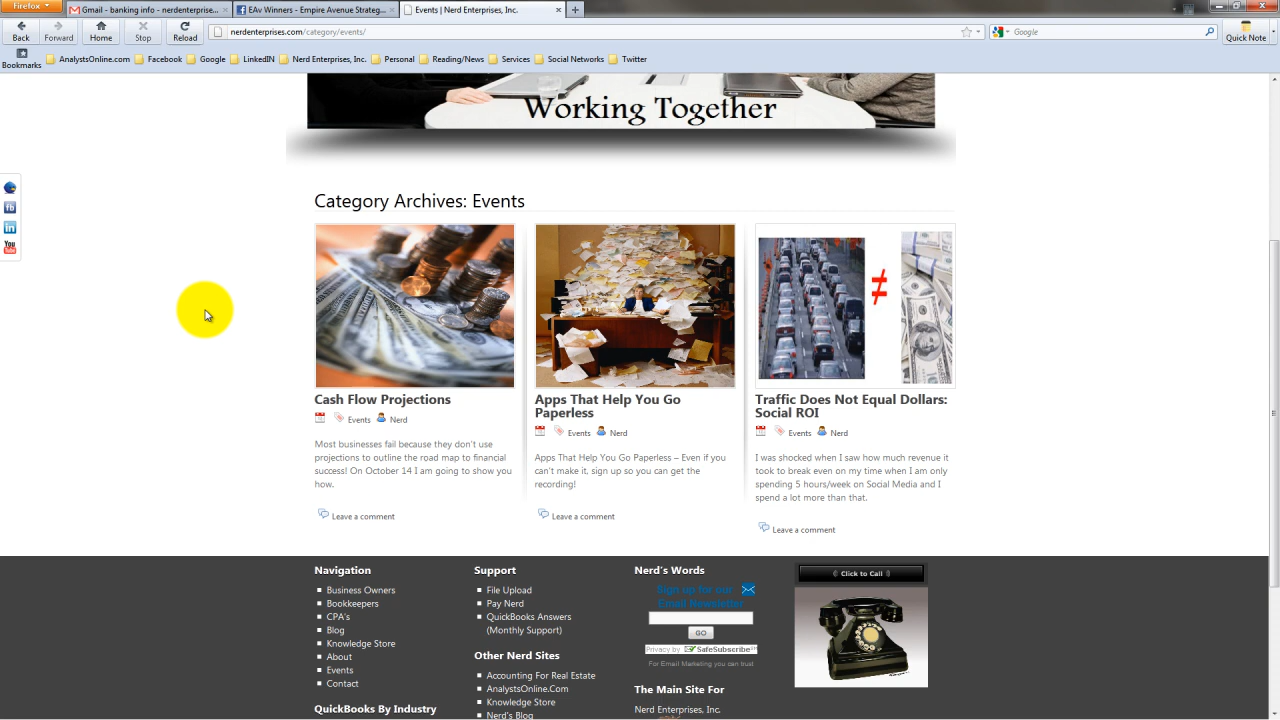 Firefox
Gmail - banking info - nerdenterprise...
EAv Winners - Empire Avenue Strateg...
Events | Nerd Enterprises, Inc.
Back
Forward
Home
Stop
Reload
nerdenterprises.com/category/events/
Google
Quick Note
Bookmarks
AnalystsOnline.com
Facebook
Google
LinkedIN
Nerd Enterprises, Inc.
Personal
Reading/News
Services
Social Networks
Twitter
Working Together
Category Archives: Events
Cash Flow Projections
Events Nerd
Most businesses fail because they don't use
projections to outline the road map to financial
success! On October 14 I am going to show you
how.
Leave a comment
Apps That Help You Go
Paperless
Events Nerd
Apps That Help You Go Paperless – Even if you
can't make it, sign up so you can get the
recording!
Leave a comment
≠
Traffic Does Not Equal Dollars:
Social ROI
Events Nerd
I was shocked when I saw how much revenue it
took to break even on my time when I am only
spending 5 hours/week on Social Media and I
spend a lot more than that.
Leave a comment
fb
in
You
Navigation
Business Owners
Bookkeepers
CPA's
Blog
Knowledge Store
About
Events
Contact
QuickBooks By Industry
Support
File Upload
Pay Nerd
QuickBooks Answers
(Monthly Support)
Other Nerd Sites
Accounting For Real Estate
AnalystsOnline.Com
Knowledge Store
Nerd's Blog
Nerd's Words
Sign up for our
Email Newsletter
GO
Privacy by SafeSubscribe
For Email Marketing you can trust
The Main Site For
Nerd Enterprises, Inc.
Click to Call